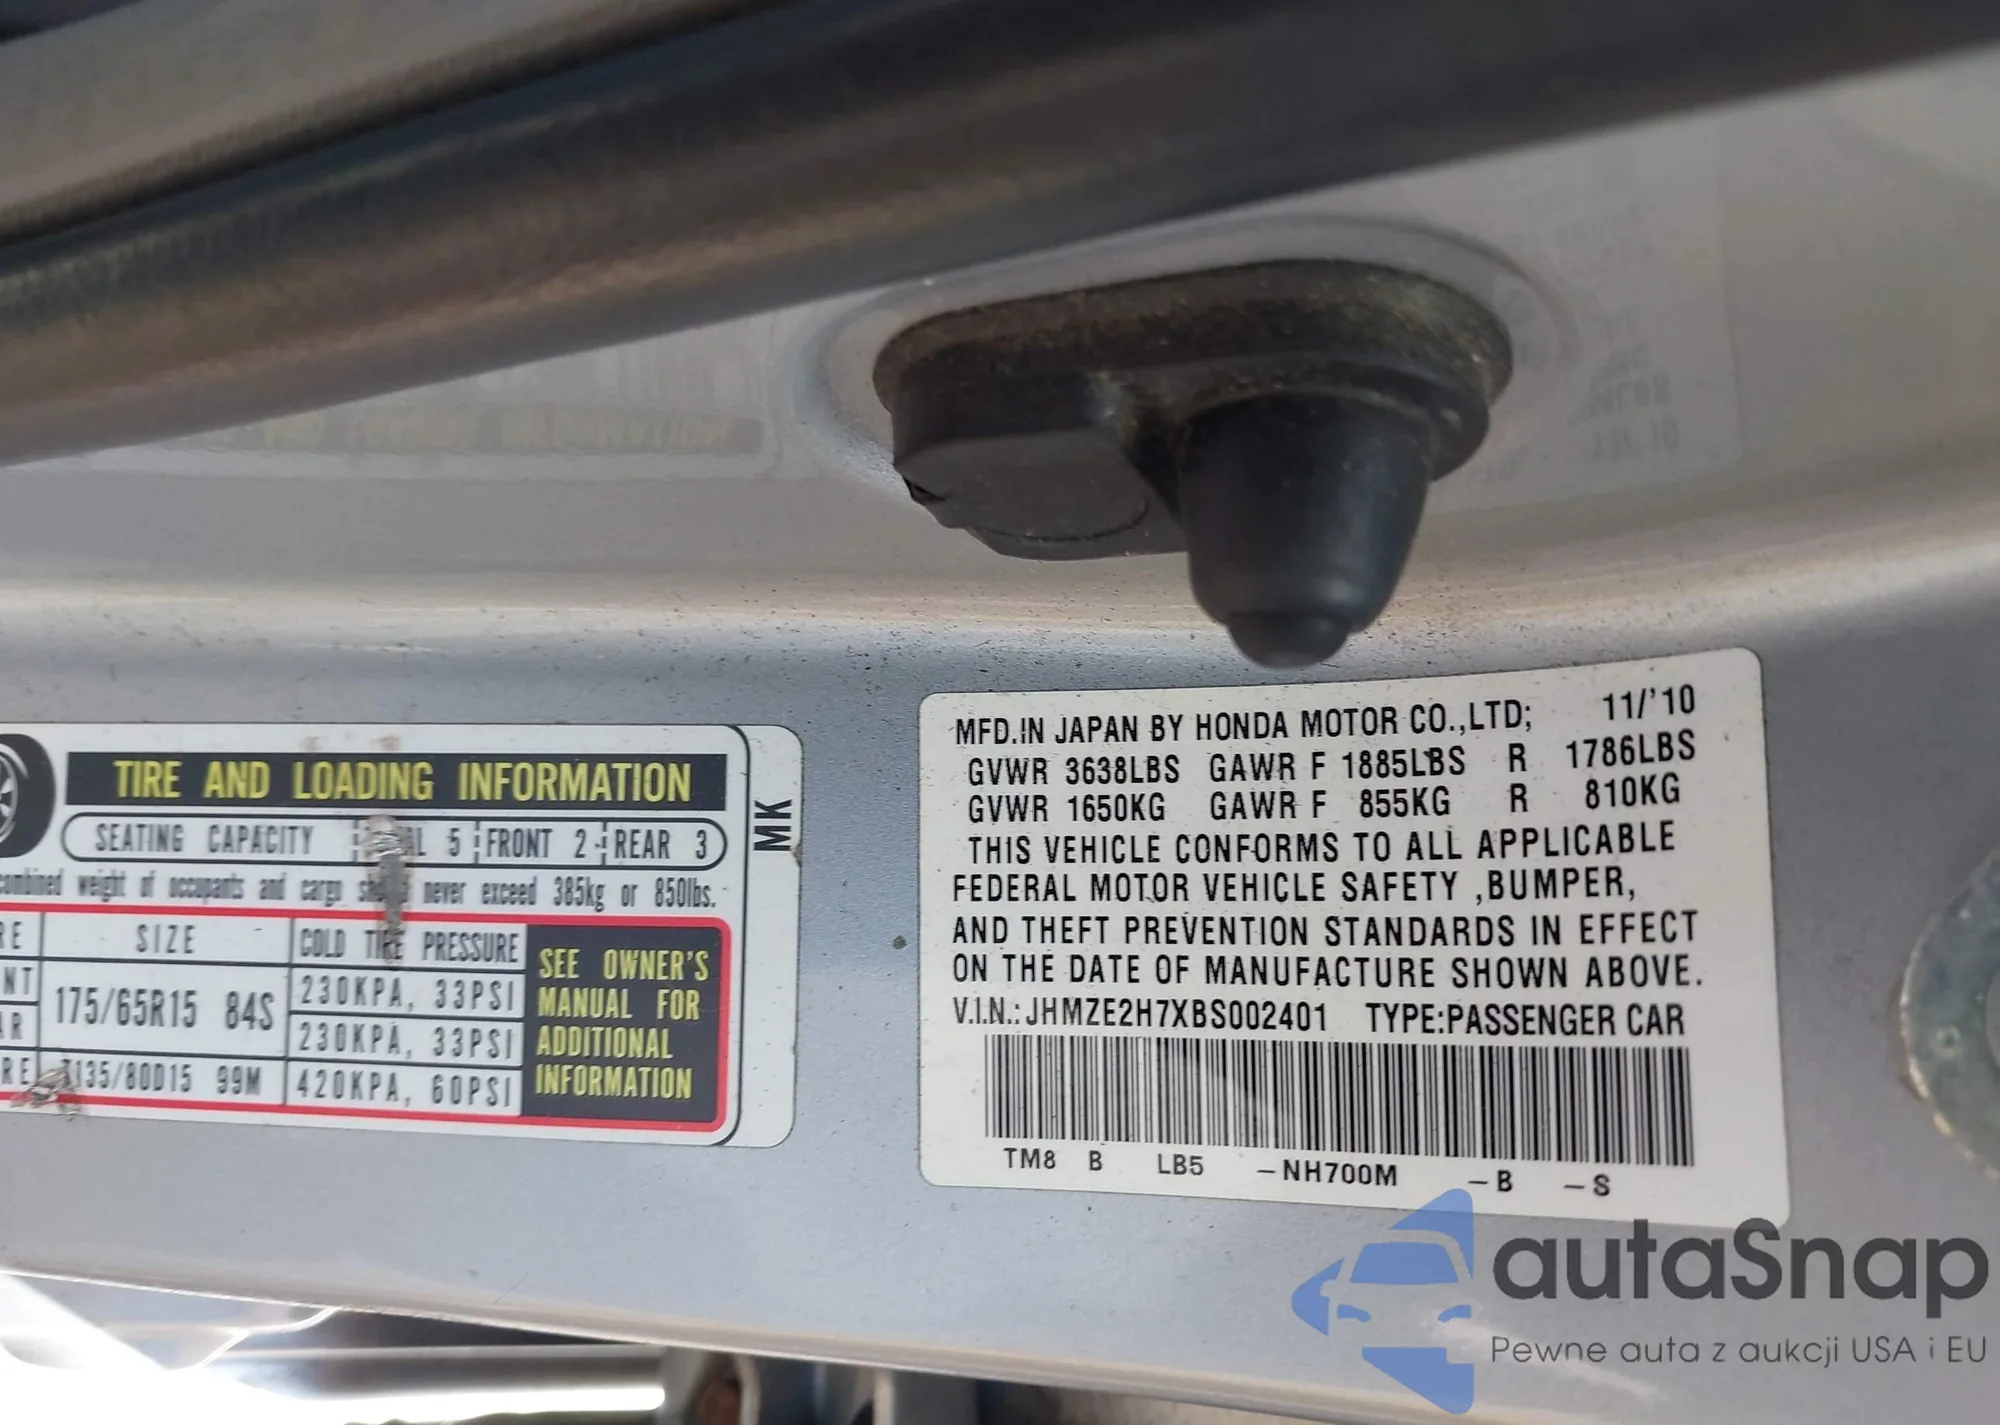 TIRE AND LOADING INFORMATION
SEATING CAPACITY 5 FRONT 2 REAR 3
combined weight of occupants and cargo never exceed 385kg or 850lbs.
SIZE COLD TIRE PRESSURE
175/65R15 84S
230KPA, 33PSI
230KPA, 33PSI
T135/80D15 99M 420KPA, 60PSI
SEE OWNER'S
MANUAL FOR
ADDITIONAL
INFORMATION
MK
MFD.IN JAPAN BY HONDA MOTOR CO.,LTD; 11/'10
GVWR 3638LBS GAWR F 1885LBS R 1786LBS
GVWR 1650KG GAWR F 855KG R 810KG
THIS VEHICLE CONFORMS TO ALL APPLICABLE
FEDERAL MOTOR VEHICLE SAFETY ,BUMPER,
AND THEFT PREVENTION STANDARDS IN EFFECT
ON THE DATE OF MANUFACTURE SHOWN ABOVE.
V.I.N.: JHMZE2H7XBS002401 TYPE:PASSENGER CAR
TM8 B LB5 -NH700M -B -S
autaSnap
Pewne auta z aukcji USA i EU